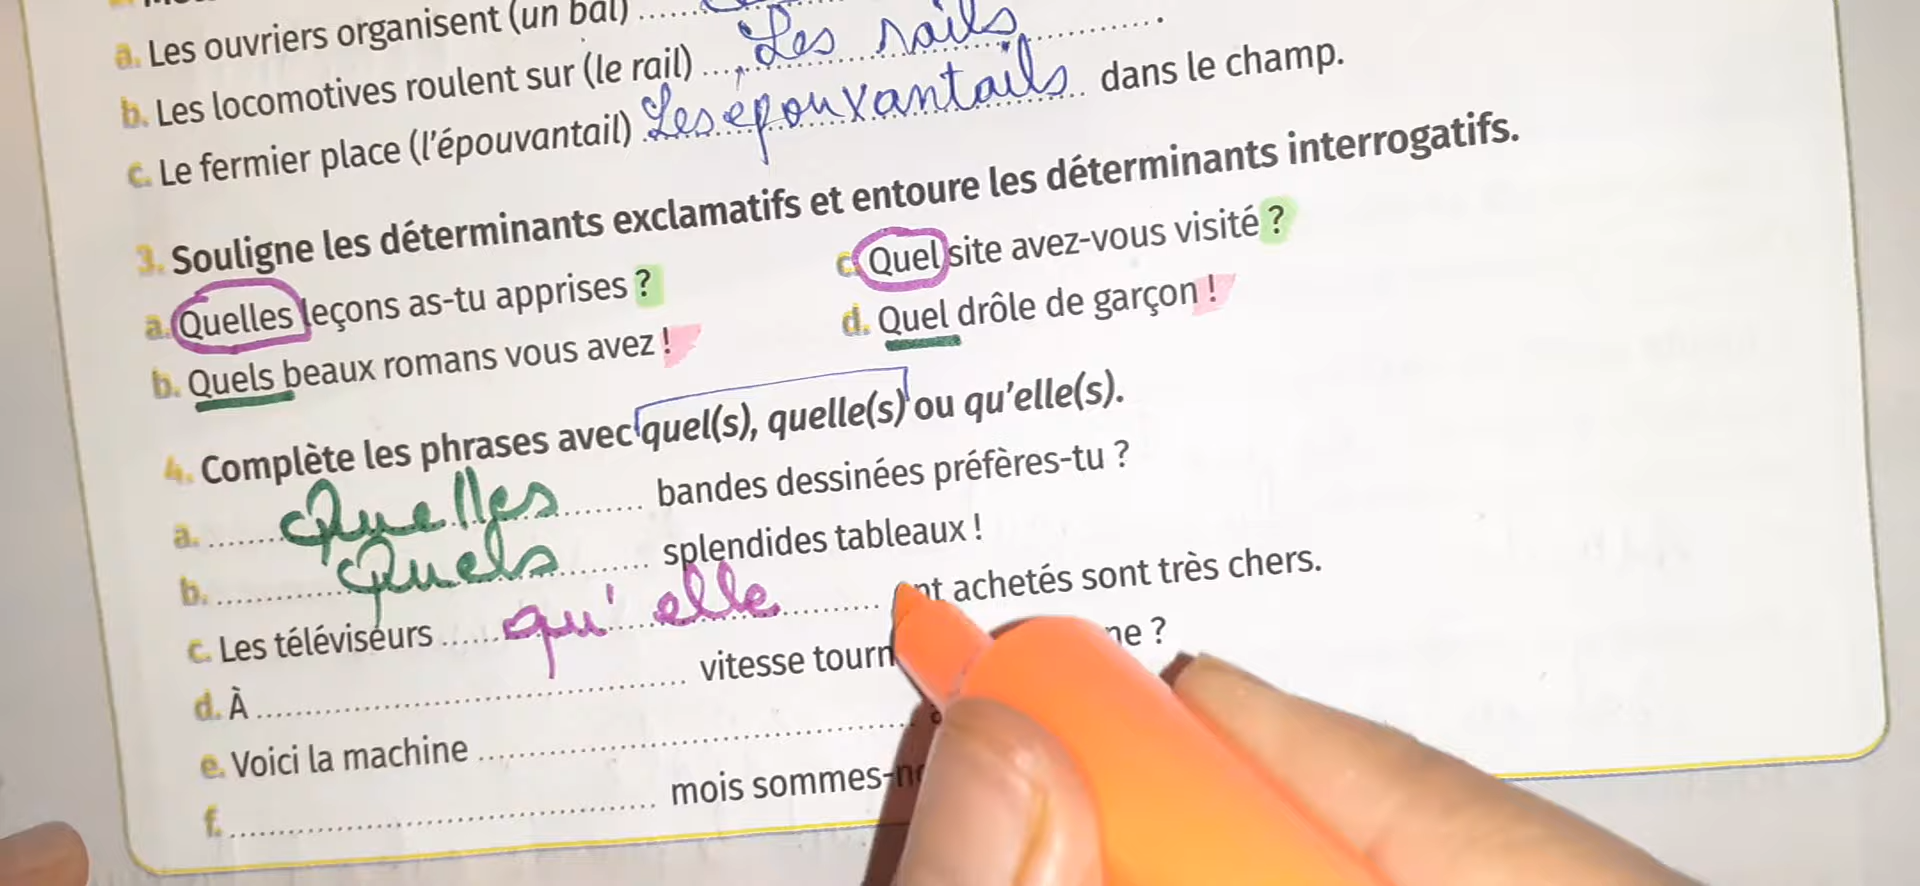 a. Les ouvriers organisent (un bal) ......
b. Les locomotives roulent sur (le rail) .... Les rails ............
c. Le fermier place (l'épouvantail) Les épouvantails dans le champ.
3. Souligne les déterminants exclamatifs et entoure les déterminants interrogatifs.
a. Quelles leçons as-tu apprises ?
b. Quels beaux romans vous avez !
c. Quel site avez-vous visité ?
d. Quel drôle de garçon !
4. Complète les phrases avec quel(s), quelle(s) ou qu'elle(s).
a. ....... Quelles ........ bandes dessinées préfères-tu ?
b. ............ Quels ........ splendides tableaux !
c. Les téléviseurs ..... qu'elle ......... nt achetés sont très chers.
d. À .................................... vitesse tourn ne ?
e. Voici la machine ....................................
f. .................................... mois sommes-n